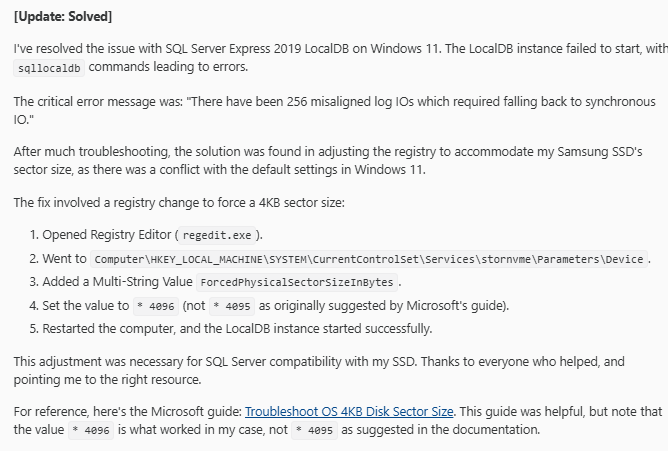 [Update: Solved]
I've resolved the issue with SQL Server Express 2019 LocalDB on Windows 11. The LocalDB instance failed to start, with
sqllocaldb commands leading to errors.
The critical error message was: "There have been 256 misaligned log IOs which required falling back to synchronous
IO."
After much troubleshooting, the solution was found in adjusting the registry to accommodate my Samsung SSD's
sector size, as there was a conflict with the default settings in Windows 11.
The fix involved a registry change to force a 4KB sector size:
1. Opened Registry Editor ( regedit.exe ).
2. Went to Computer\HKEY_LOCAL_MACHINE\SYSTEM\CurrentControlSet\Services\stornvme\Parameters\Device .
3. Added a Multi-String Value ForcedPhysicalSectorSizeInBytes .
4. Set the value to * 4096 (not * 4095 as originally suggested by Microsoft's guide).
5. Restarted the computer, and the LocalDB instance started successfully.
This adjustment was necessary for SQL Server compatibility with my SSD. Thanks to everyone who helped, and
pointing me to the right resource.
For reference, here's the Microsoft guide: Troubleshoot OS 4KB Disk Sector Size. This guide was helpful, but note that
the value * 4096 is what worked in my case, not * 4095 as suggested in the documentation.